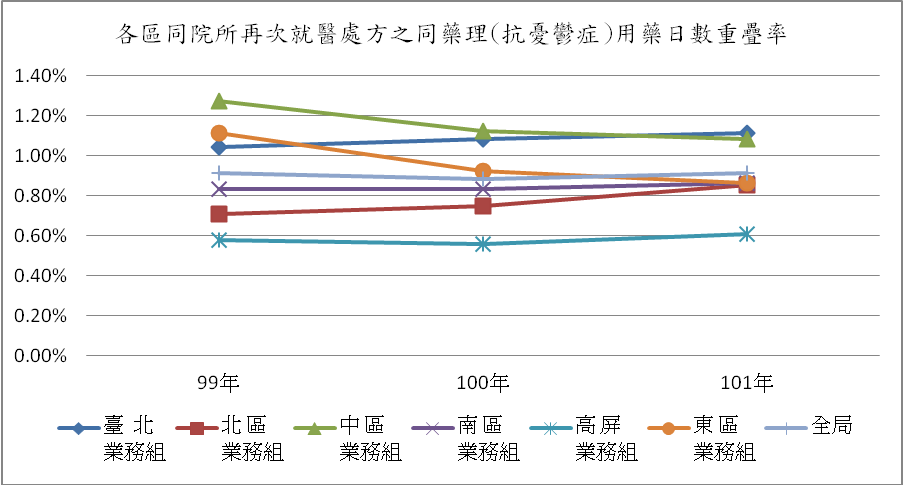 各區同院所再次就醫處方之同藥理(抗憂鬱症)用藥日數重疊率
1.40%
1.20%
1.00%
0.80%
0.60%
0.40%
0.20%
0.00%
99年 100年 101年
臺北 北區 中區 南區 高屏 東區 全局
業務組 業務組 業務組 業務組 業務組 業務組